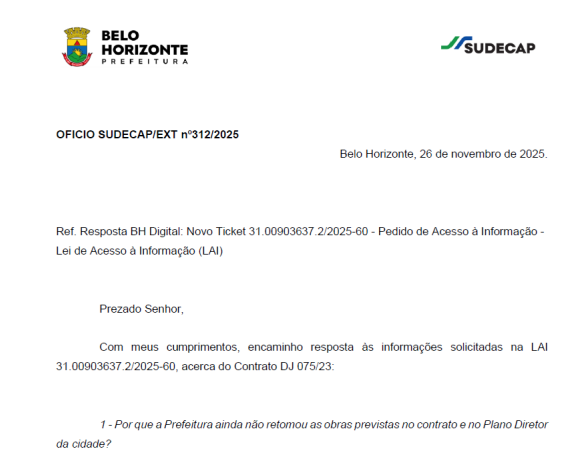 BELO
HORIZONTE
PREFEITURA
SUDECAP
OFICIO SUDECAP/EXT nº312/2025
Belo Horizonte, 26 de novembro de 2025.
Ref. Resposta BH Digital: Novo Ticket 31.00903637.2/2025-60 - Pedido de Acesso à Informação -
Lei de Acesso à Informação (LAI)
Prezado Senhor,
Com meus cumprimentos, encaminho resposta às informações solicitadas na LAI
31.00903637.2/2025-60, acerca do Contrato DJ 075/23:
1 - Por que a Prefeitura ainda não retomou as obras previstas no contrato e no Plano Diretor
da cidade?